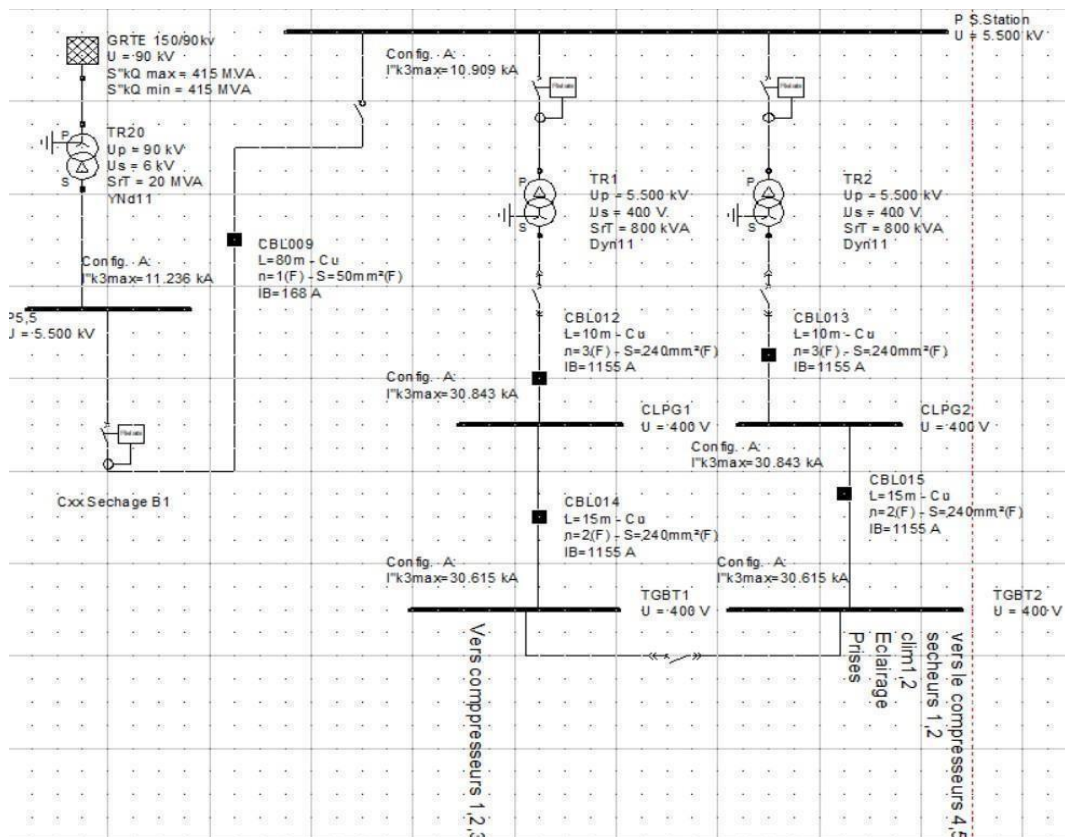 GRTE 150/90kv
U = 90 kV
S"kQ max = 415 MVA
S"kQ min = 415 MVA
P
S
TR20
Up = 90 kV
Us = 6 kV
SrT = 20 MVA
YNd11
Config. A:
I"k3max=11.236 kA
P5,5
U = 5.500 kV
Cxx Sechage B1
CBL009
L=80m - Cu
n=1(F) - S=50mm²(F)
IB=168 A
P S.Station
U = 5.500 kV
Config. A:
I"k3max=10.909 kA
P
S
TR1
Up = 5.500 kV
Us = 400 V
SrT = 800 kVA
Dyn11
P
S
TR2
Up = 5.500 kV
Us = 400 V
SrT = 800 kVA
Dyn11
CBL012
L=10m - Cu
n=3(F) - S=240mm²(F)
IB=1155 A
CBL013
L=10m - Cu
n=3(F) - S=240mm²(F)
IB=1155 A
Config. A:
I"k3max=30.843 kA
CLPG1
U = 400 V
CLPG2
U = 400 V
Config. A:
I"k3max=30.843 kA
CBL014
L=15m - Cu
n=2(F) - S=240mm²(F)
IB=1155 A
CBL015
L=15m - Cu
n=2(F) - S=240mm²(F)
IB=1155 A
Config. A:
I"k3max=30.615 kA
Config. A:
I"k3max=30.615 kA
TGBT1
U = 400 V
TGBT2
U = 400 V
Vers comppresseurs 1,2,3
vers le compresseurs 4,5
secheurs 1,2
clim1,2
Eclairage
Prises